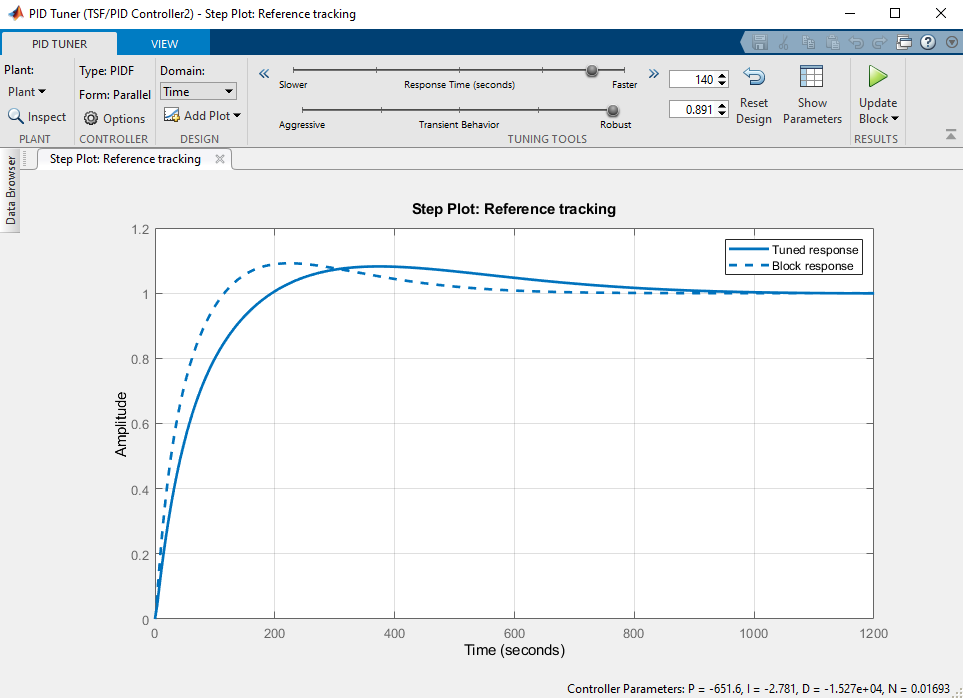 PID Tuner (TSF/PID Controller2) - Step Plot: Reference tracking
PID TUNER
VIEW
Plant:
Plant
Inspect
PLANT
Type: PIDF
Form: Parallel
Options
CONTROLLER
Domain:
Time
Add Plot
DESIGN
Slower
Response Time (seconds)
Faster
140
Aggressive
Transient Behavior
Robust
0.891
TUNING TOOLS
Reset
Design
Show
Parameters
Update
Block
RESULTS
Data Browser
Step Plot: Reference tracking
Step Plot: Reference tracking
Tuned response
Block response
1.2
1
0.8
0.6
0.4
0.2
0
Amplitude
0
200
400
600
800
1000
1200
Time (seconds)
Controller Parameters: P = -651.6, I = -2.781, D = -1.527e+04, N = 0.01693